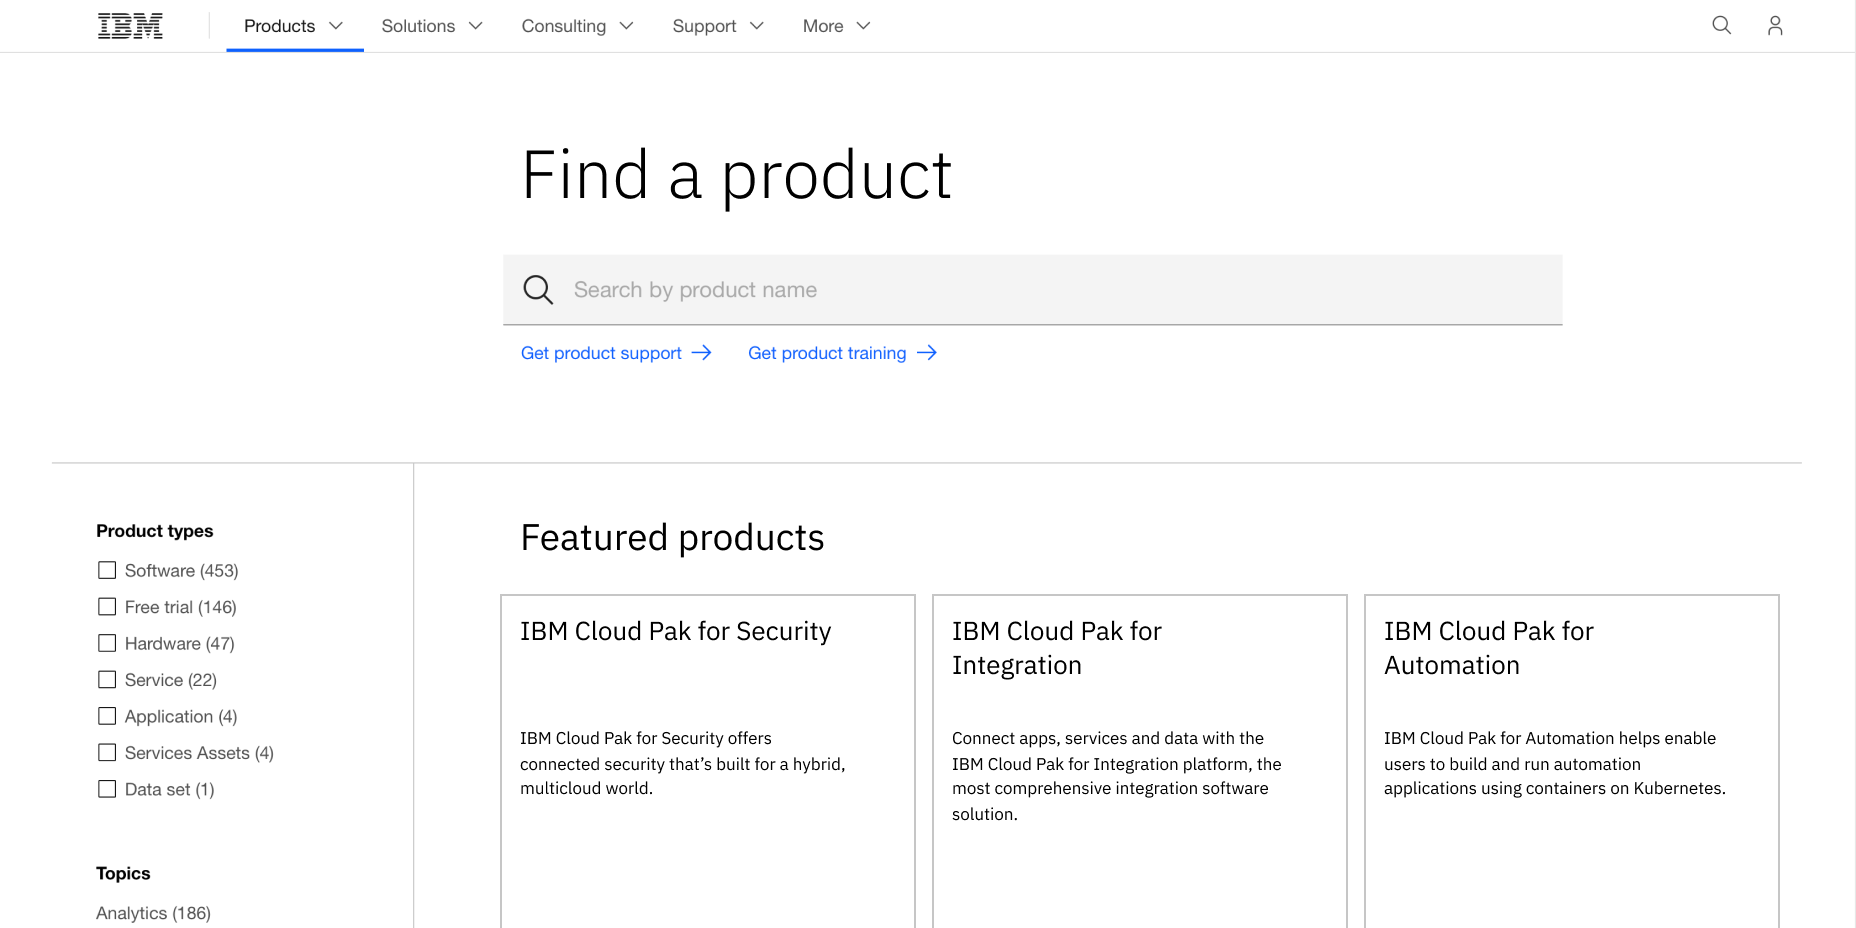 IBM
Products
Solutions
Consulting
Support
More
Find a product
Search by product name
Get product support
Get product training
Product types
Software (453)
Free trial (146)
Hardware (47)
Service (22)
Application (4)
Services Assets (4)
Data set (1)
Topics
Analytics (186)
Featured products
IBM Cloud Pak for Security
IBM Cloud Pak for Security offers
connected security that’s built for a hybrid,
multicloud world.
IBM Cloud Pak for
Integration
Connect apps, services and data with the
IBM Cloud Pak for Integration platform, the
most comprehensive integration software
solution.
IBM Cloud Pak for
Automation
IBM Cloud Pak for Automation helps enable
users to build and run automation
applications using containers on Kubernetes.